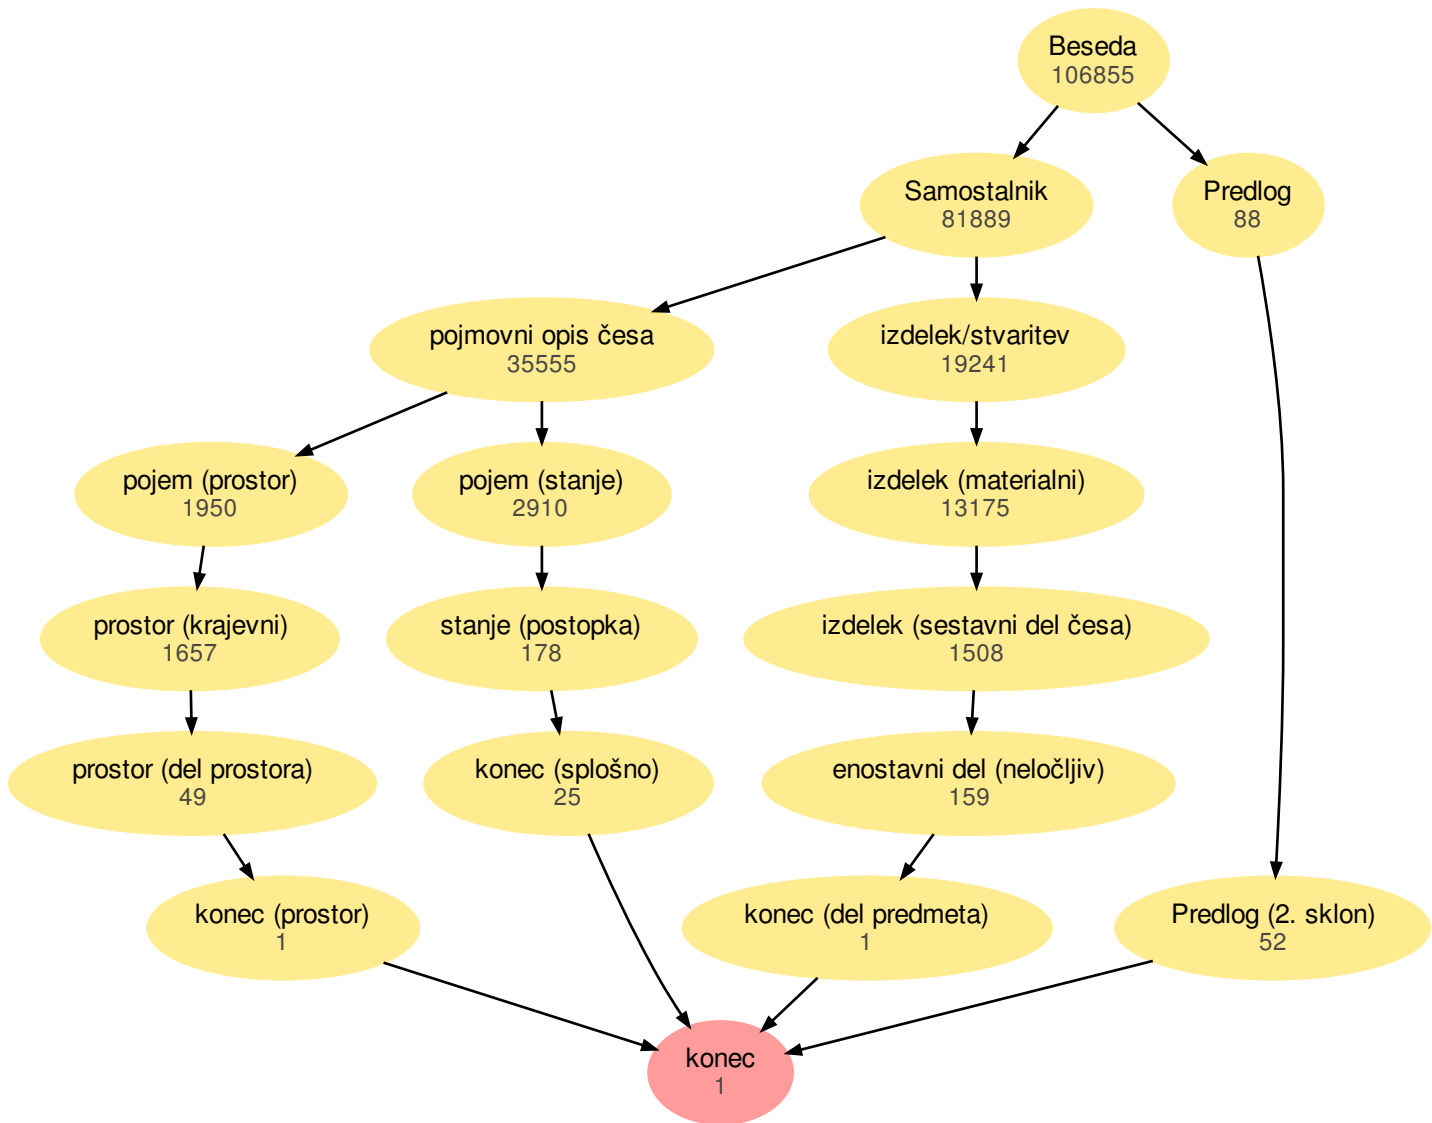 Beseda
106855
Samostalnik
81889
Predlog
88
pojmovni opis česa
35555
izdelek/stvaritev
19241
pojem (prostor)
1950
pojem (stanje)
2910
izdelek (materialni)
13175
prostor (krajevni)
1657
stanje (postopka)
178
izdelek (sestavni del česa)
1508
prostor (del prostora)
49
konec (splošno)
25
enostavni del (neločljiv)
159
konec (prostor)
1
konec (del predmeta)
1
Predlog (2. sklon)
52
konec
1